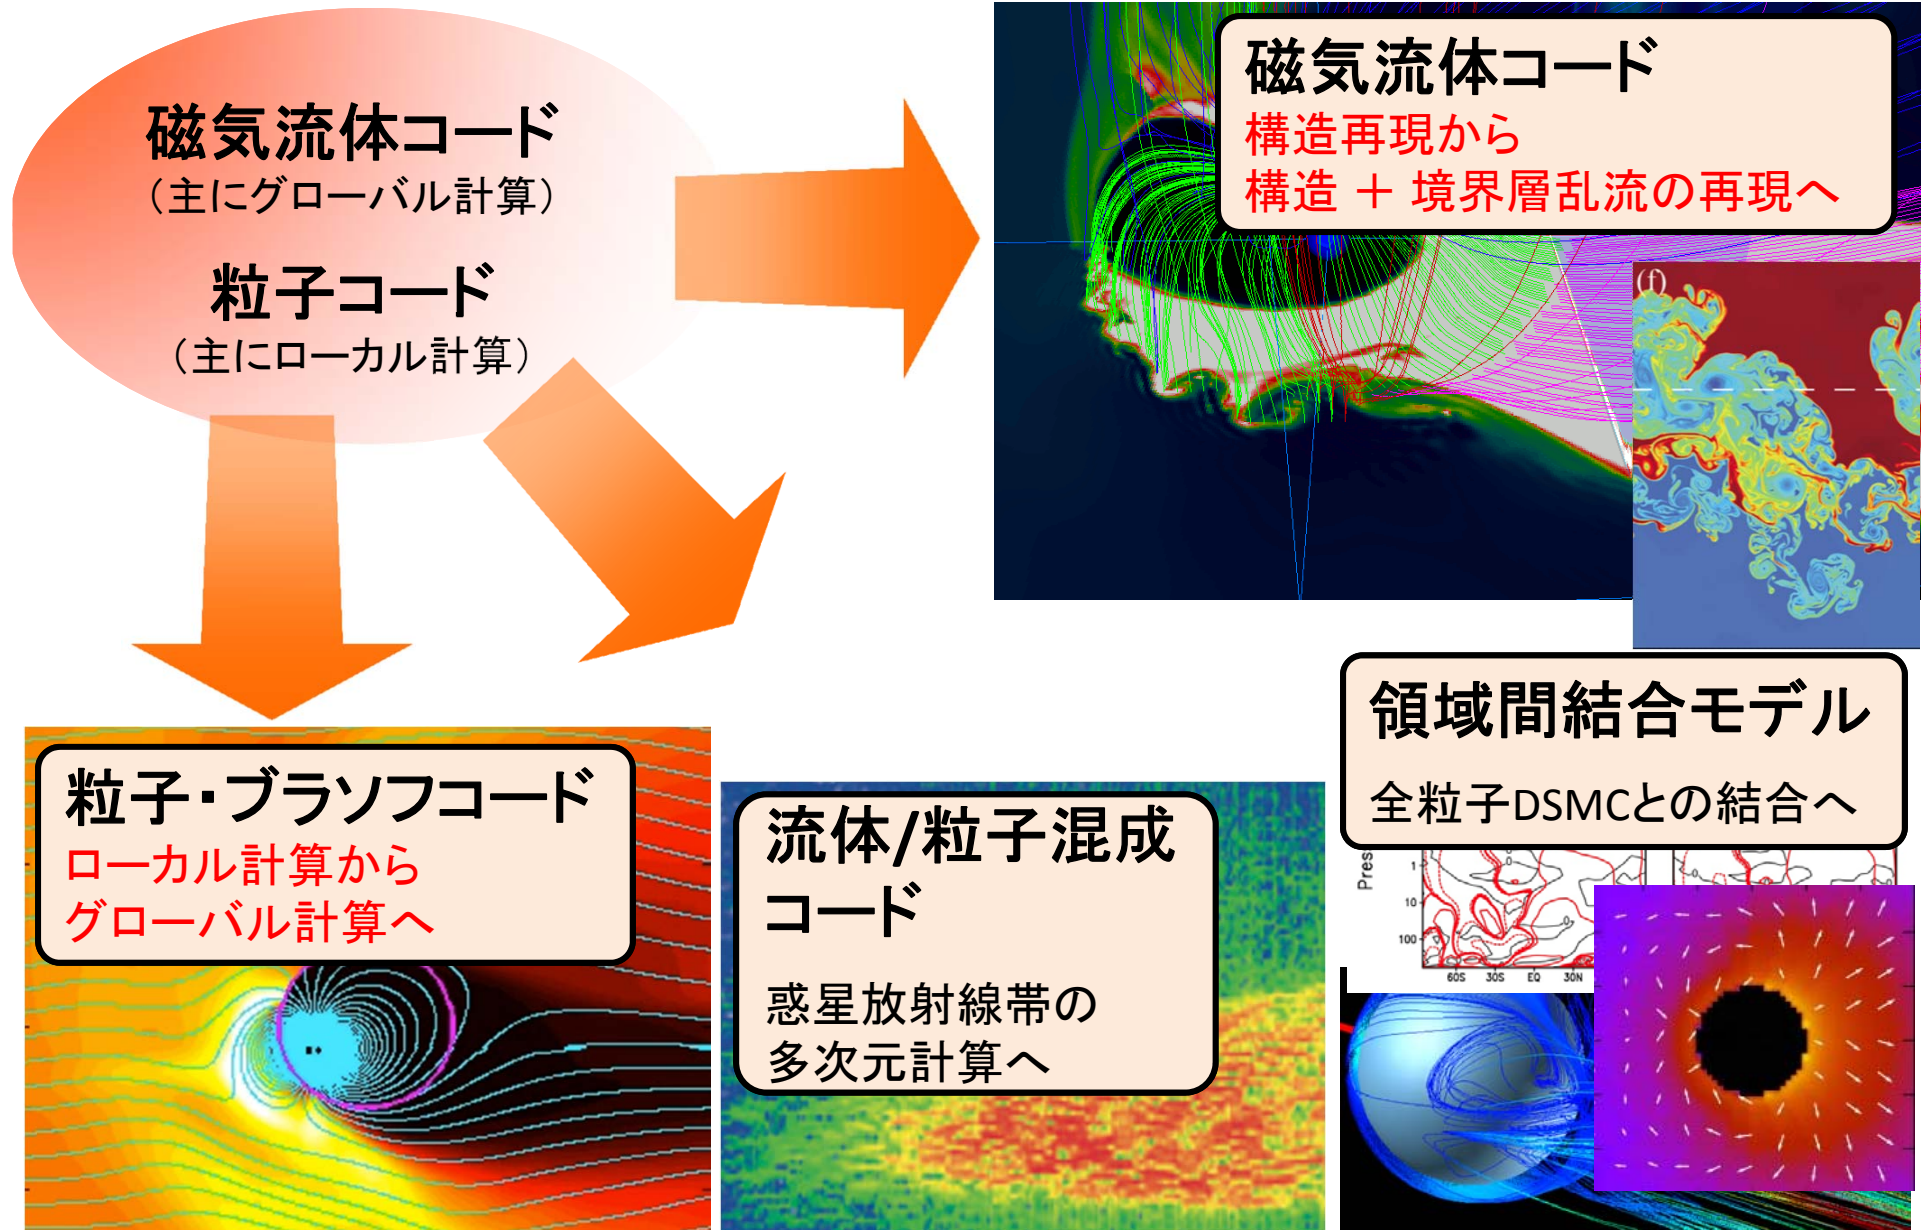 磁気流体コード
（主にグローバル計算）
粒子コード
（主にローカル計算）
磁気流体コード
構造再現から
構造 ＋ 境界層乱流の再現へ
(f)
粒子・ブラソフコード
ローカル計算から
グローバル計算へ
流体/粒子混成
コード
惑星放射線帯の
多次元計算へ
領域間結合モデル
全粒子DSMCとの結合へ
Pres
1
10
100
60S 30S EQ 30N